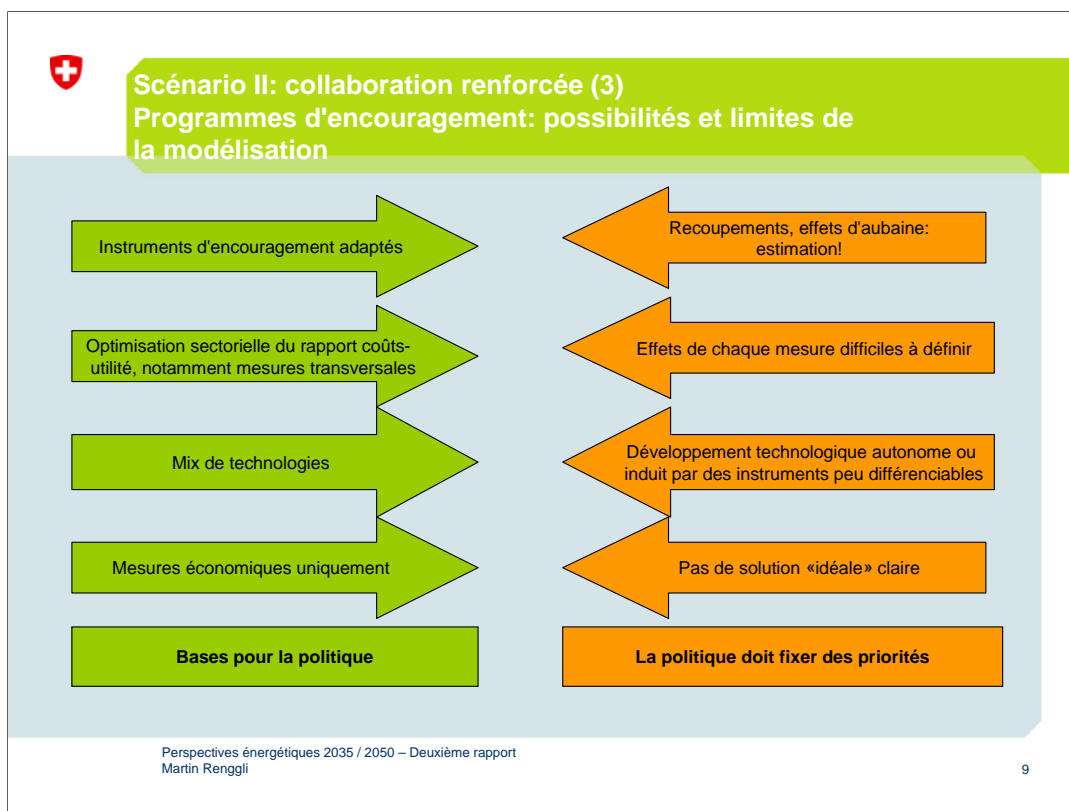 Scénario II: collaboration renforcée (3)
Programmes d'encouragement: possibilités et limites de
la modélisation
Instruments d'encouragement adaptés
Recoupements, effets d'aubaine:
estimation!
Optimisation sectorielle du rapport coûts-
utilité, notamment mesures transversales
Effets de chaque mesure difficiles à définir
Mix de technologies
Développement technologique autonome ou
induit par des instruments peu différenciables
Mesures économiques uniquement
Pas de solution «idéale» claire
Bases pour la politique
La politique doit fixer des priorités
Perspectives énergétiques 2035 / 2050 – Deuxième rapport
Martin Renggli
9